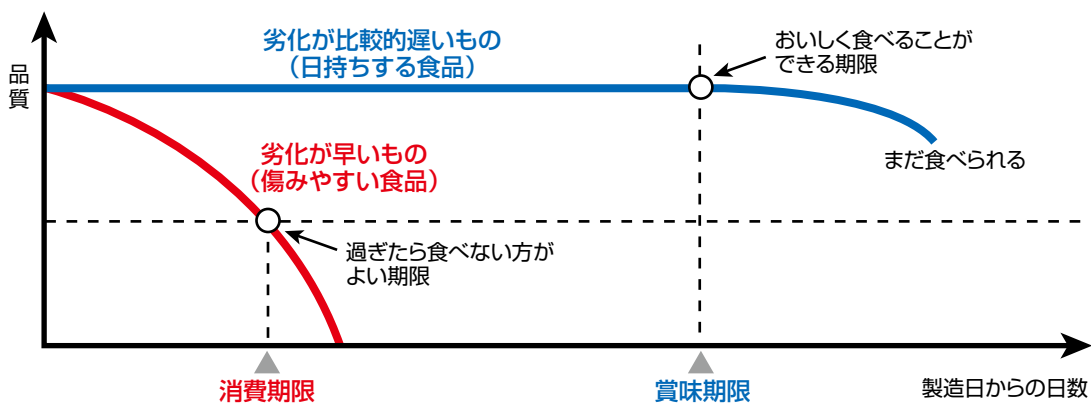 品質
劣化が比較的遅いもの
（日持ちする食品）
おいしく食べることが
できる期限
まだ食べられる
劣化が早いもの
（傷みやすい食品）
過ぎたら食べない方が
よい期限
消費期限
賞味期限
製造日からの日数